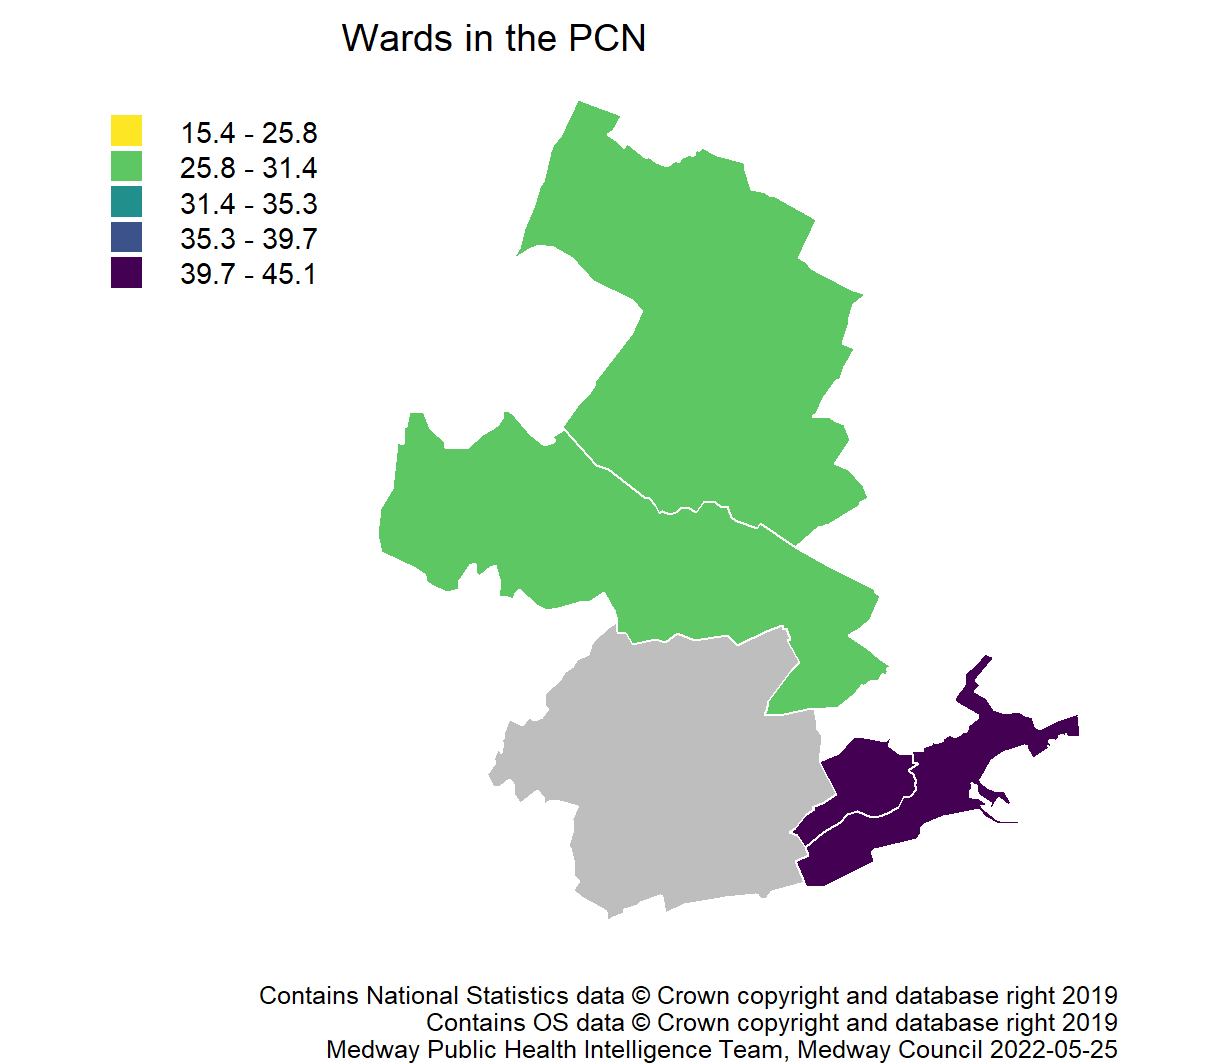 Wards in the PCN
15.4 - 25.8
25.8 - 31.4
31.4 - 35.3
35.3 - 39.7
39.7 - 45.1
Contains National Statistics data © Crown copyright and database right 2019
Contains OS data © Crown copyright and database right 2019
Medway Public Health Intelligence Team, Medway Council 2022-05-25